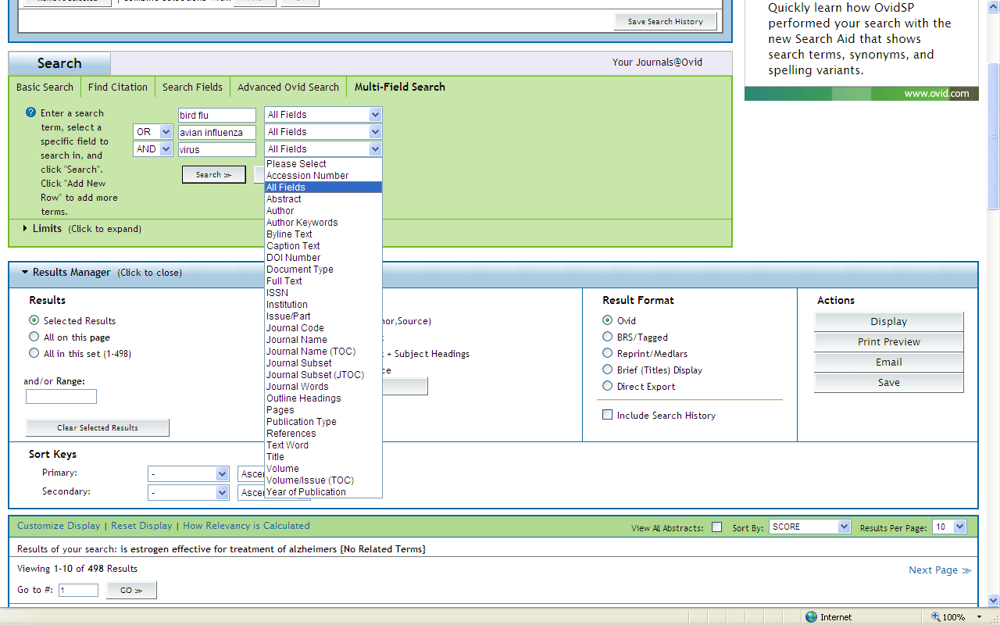 Save Search History
Quickly learn how OvidSP
performed your search with the
new Search Aid that shows
search terms, synonyms, and
spelling variants.
www.ovid.com
Search
Your Journals@Ovid
Basic Search
Find Citation
Search Fields
Advanced Ovid Search
Multi-Field Search
Enter a search
term, select a
specific field to
search in, and
click "Search".
Click "Add New
Row" to add more
terms.
bird flu
All Fields
OR
avian influenza
All Fields
AND
virus
All Fields
Search ≫
Please Select
Accession Number
All Fields
Abstract
Author
Author Keywords
Byline Text
Caption Text
DOI Number
Document Type
Full Text
ISSN
Institution
Issue/Part
Journal Code
Journal Name
Journal Name (TOC)
Journal Subset
Journal Subset (JTOC)
Journal Words
Outline Headings
Pages
Publication Type
References
Text Word
Title
Volume
Volume/Issue (TOC)
Year of Publication
Limits (Click to expand)
Results Manager (Click to close)
Results
Selected Results
All on this page
All in this set (1-498)
and/or Range:
Clear Selected Results
,Source)
+ Subject Headings
Result Format
Ovid
BRS/Tagged
Reprint/Medlars
Brief (Titles) Display
Direct Export
Include Search History
Actions
Display
Print Preview
Email
Save
Sort Keys
Primary:
-
Secondary:
-
Customize Display | Reset Display | How Relevancy is Calculated
View All Abstracts:
Sort By:
SCORE
Results Per Page:
10
Results of your search: is estrogen effective for treatment of alzheimers {No Related Terms}
Viewing 1-10 of 498 Results
Next Page ≫
Go to #:
1
GO ≫
Internet
100%